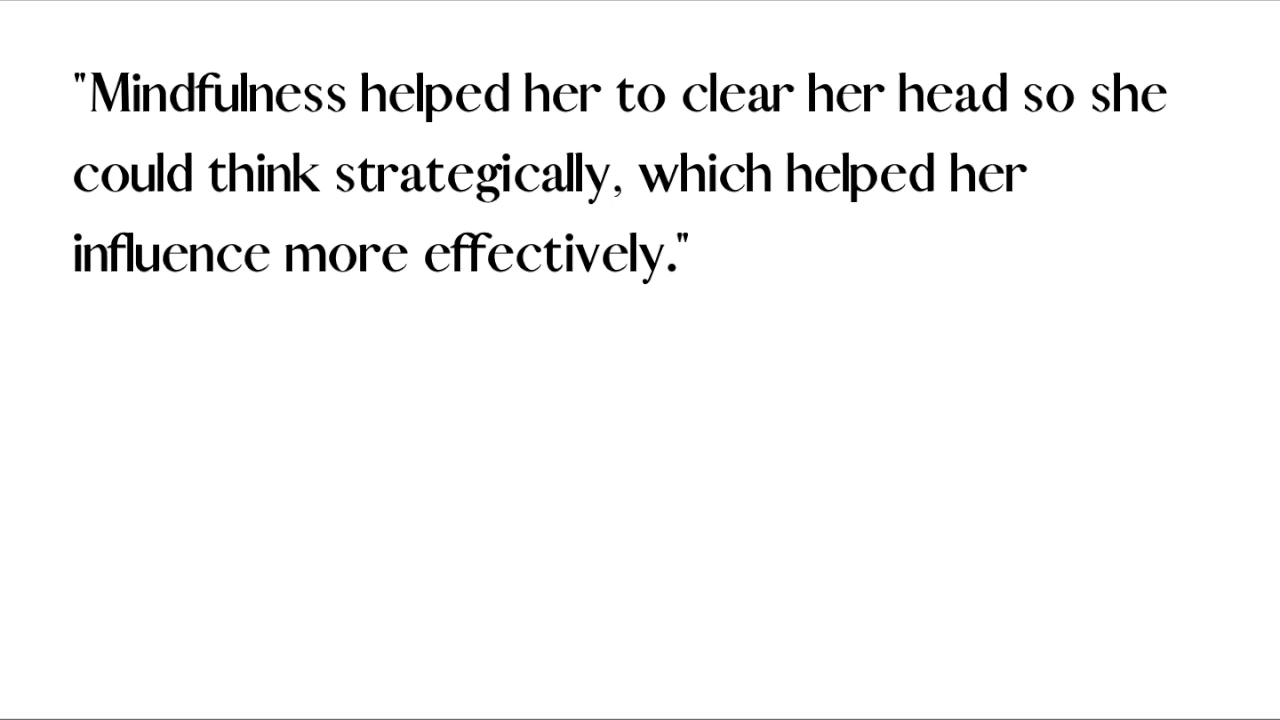 "Mindfulness helped her to clear her head so she
could think strategically, which helped her
influence more effectively."